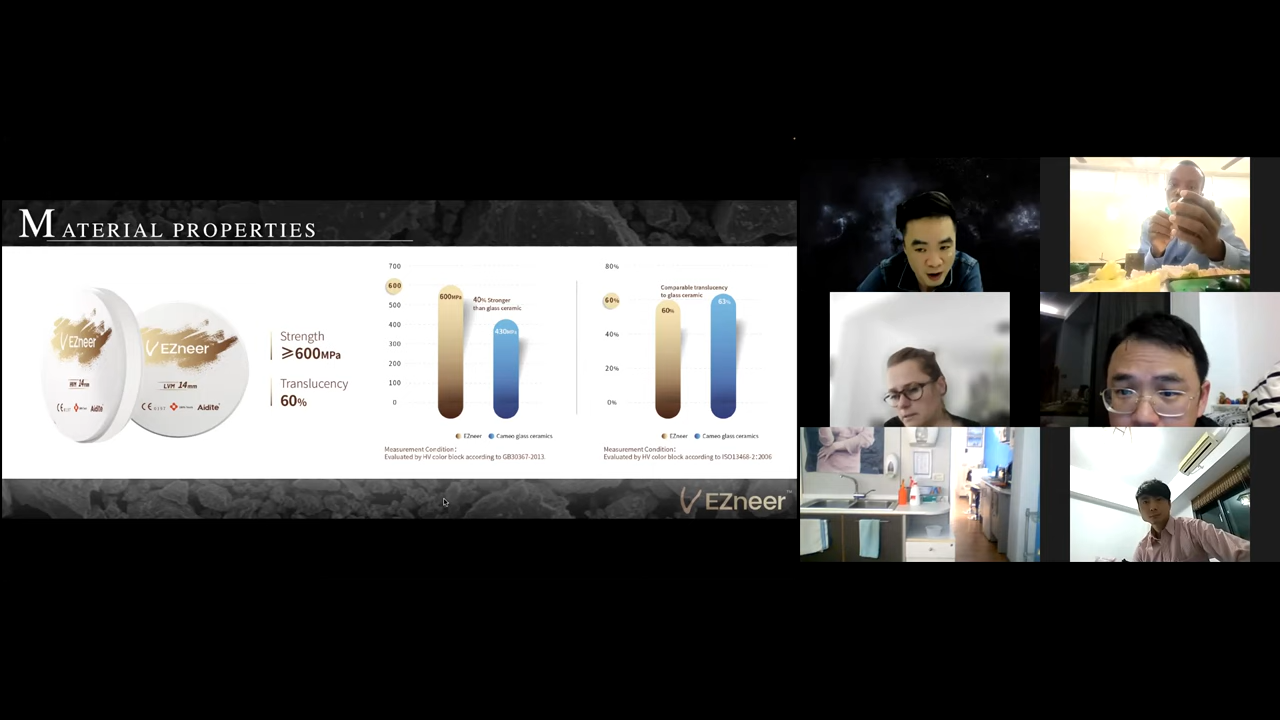 MATERIAL PROPERTIES
EZneer
14mm
Aidite
EZneer
LVM 14mm
CE 0197
Aidite
Strength
≥600MPa
Translucency
60%
700
600
500
400
300
200
100
0
600MPa
40% Stronger
than glass ceramic
430MPa
EZneer
Cameo glass ceramics
Measurement Condition:
Evaluated by HV color block according to GB30367-2013.
80%
60%
40%
20%
0%
Comparable translucency
to glass ceramic
60%
63%
EZneer
Cameo glass ceramics
Measurement Condition:
Evaluated by HV color block according to ISO13468-2:2006
EZneer